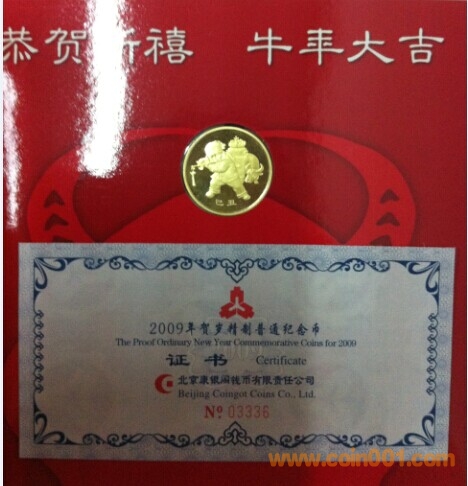 恭贺新禧 牛年大吉
己丑
2009年贺岁精制普通纪念币
The Proof Ordinary New Year Commemorative Coins for 2009
证书 Certificate
北京康银阁钱币有限责任公司
Beijing Coingot Coins Co., Ltd.
Nº 03336
www.coin001.com